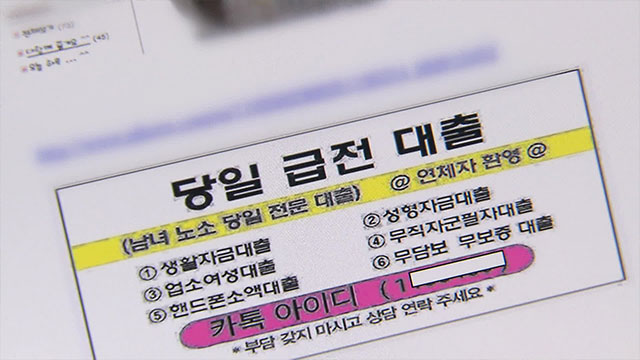 당일 급전 대출
(남녀 노소 당일 전문 대출) @ 연체자 환영 @
①생활자금대출 ②성형자금대출
③업소여성대출 ④무직자군필자대출
⑤핸드폰소액대출 ⑥무담보 무보증 대출
카톡 아이디 (1
*부담 갖지 마시고 상담 연락 주세요*